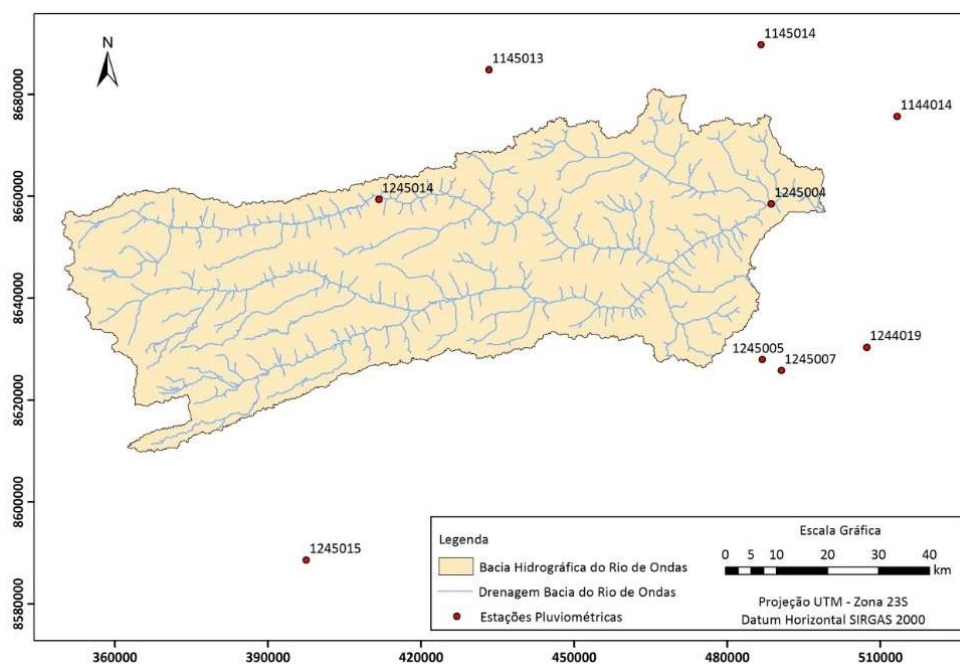 N
1145014
1145013
1144014
1245014
1245004
1244019
1245005
1245007
1245015
8680000
8660000
8640000
8620000
8600000
8580000
360000
390000
420000
450000
480000
510000
Legenda
Bacia Hidrográfica do Rio de Ondas
Drenagem Bacia do Rio de Ondas
Estações Pluviométricas
Escala Gráfica
0 5 10 20 30 40
km
Projeção UTM - Zona 23S
Datum Horizontal SIRGAS 2000